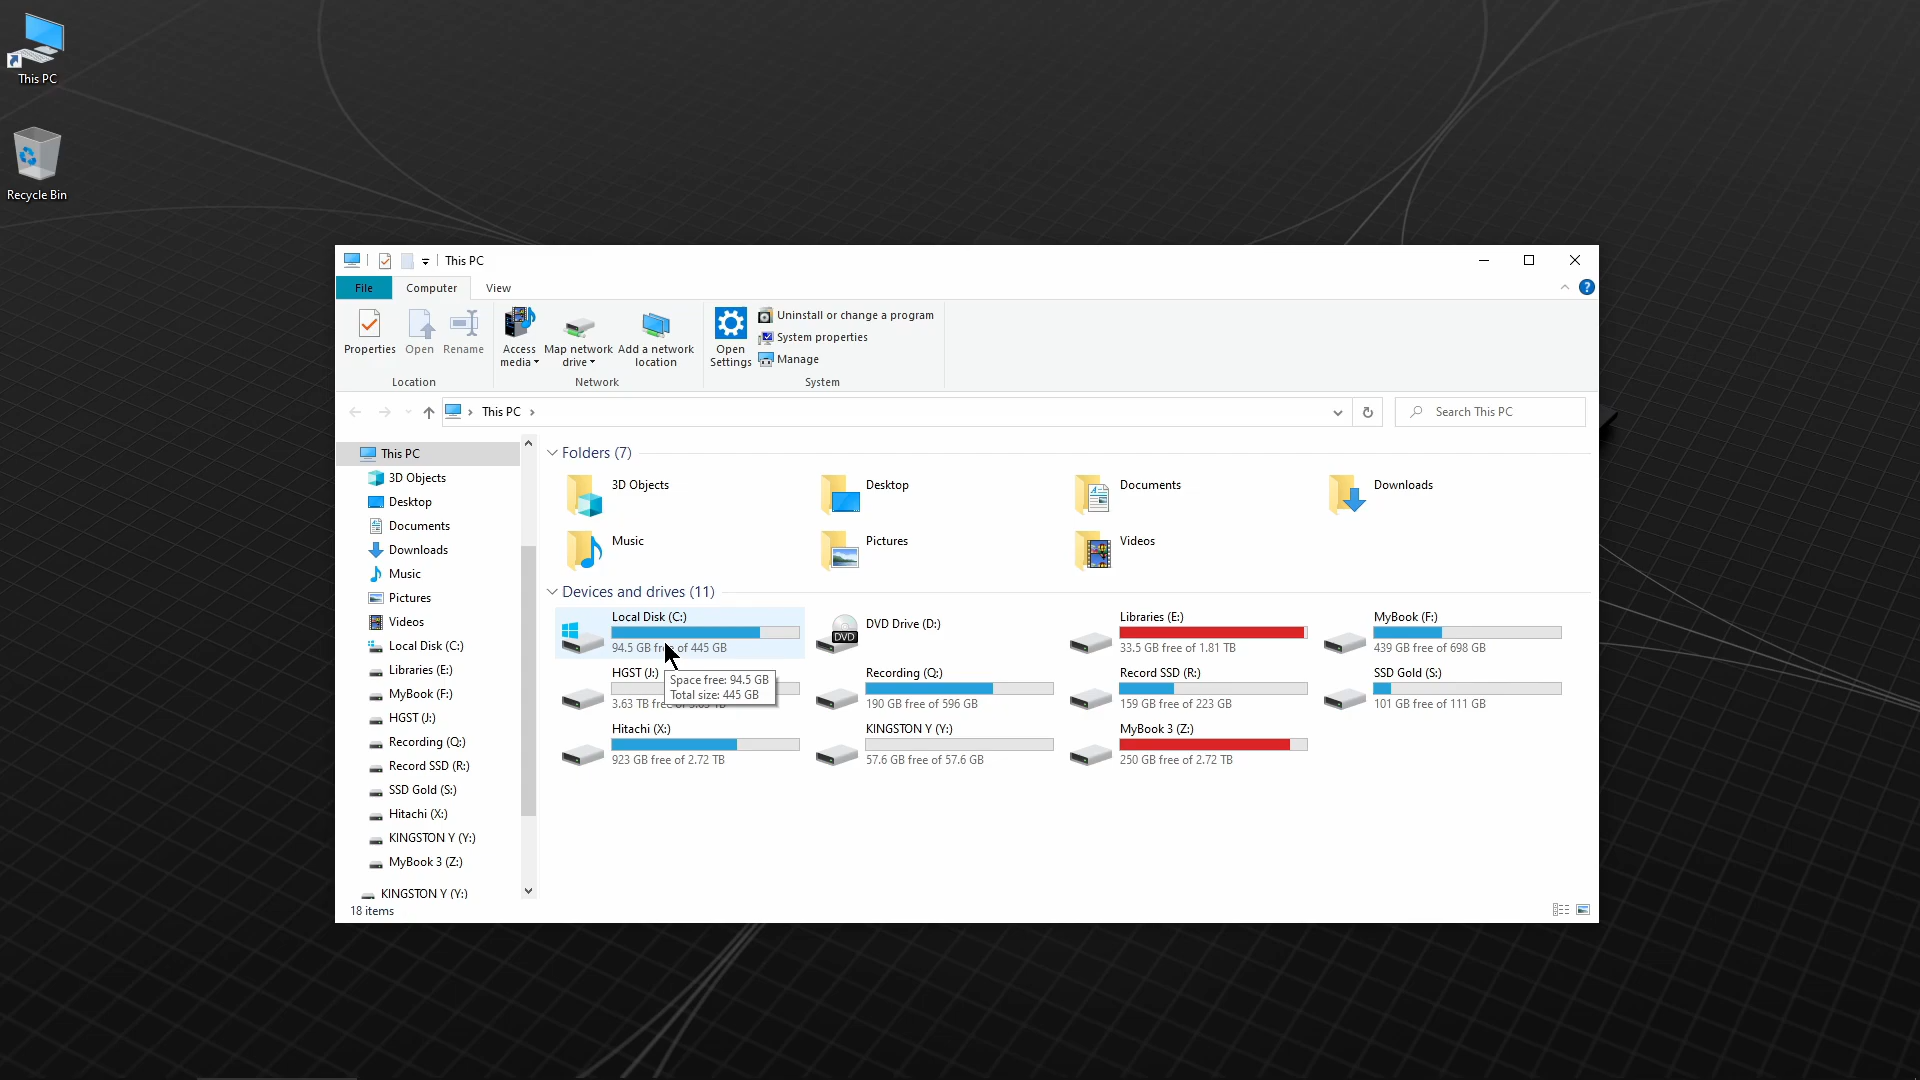 This PC
Recycle Bin
This PC
File
Computer
View
Properties
Open
Rename
Access media
Map network drive
Add a network location
Open Settings
Uninstall or change a program
System properties
Manage
Location
Network
System
This PC
Search This PC
This PC
3D Objects
Desktop
Documents
Downloads
Music
Pictures
Videos
Local Disk (C:)
Libraries (E:)
MyBook (F:)
HGST (J:)
Recording (Q:)
Record SSD (R:)
SSD Gold (S:)
Hitachi (X:)
KINGSTON Y (Y:)
MyBook 3 (Z:)
KINGSTON Y (Y:)
Folders (7)
3D Objects
Desktop
Documents
Downloads
Music
Pictures
Videos
Devices and drives (11)
Local Disk (C:)
94.5 GB free of 445 GB
DVD
DVD Drive (D:)
Libraries (E:)
33.5 GB free of 1.81 TB
MyBook (F:)
439 GB free of 698 GB
HGST (J:)
3.63 TB
Space free: 94.5 GB
Total size: 445 GB
Recording (Q:)
190 GB free of 596 GB
Record SSD (R:)
159 GB free of 223 GB
SSD Gold (S:)
101 GB free of 111 GB
Hitachi (X:)
923 GB free of 2.72 TB
KINGSTON Y (Y:)
57.6 GB free of 57.6 GB
MyBook 3 (Z:)
250 GB free of 2.72 TB
18 items